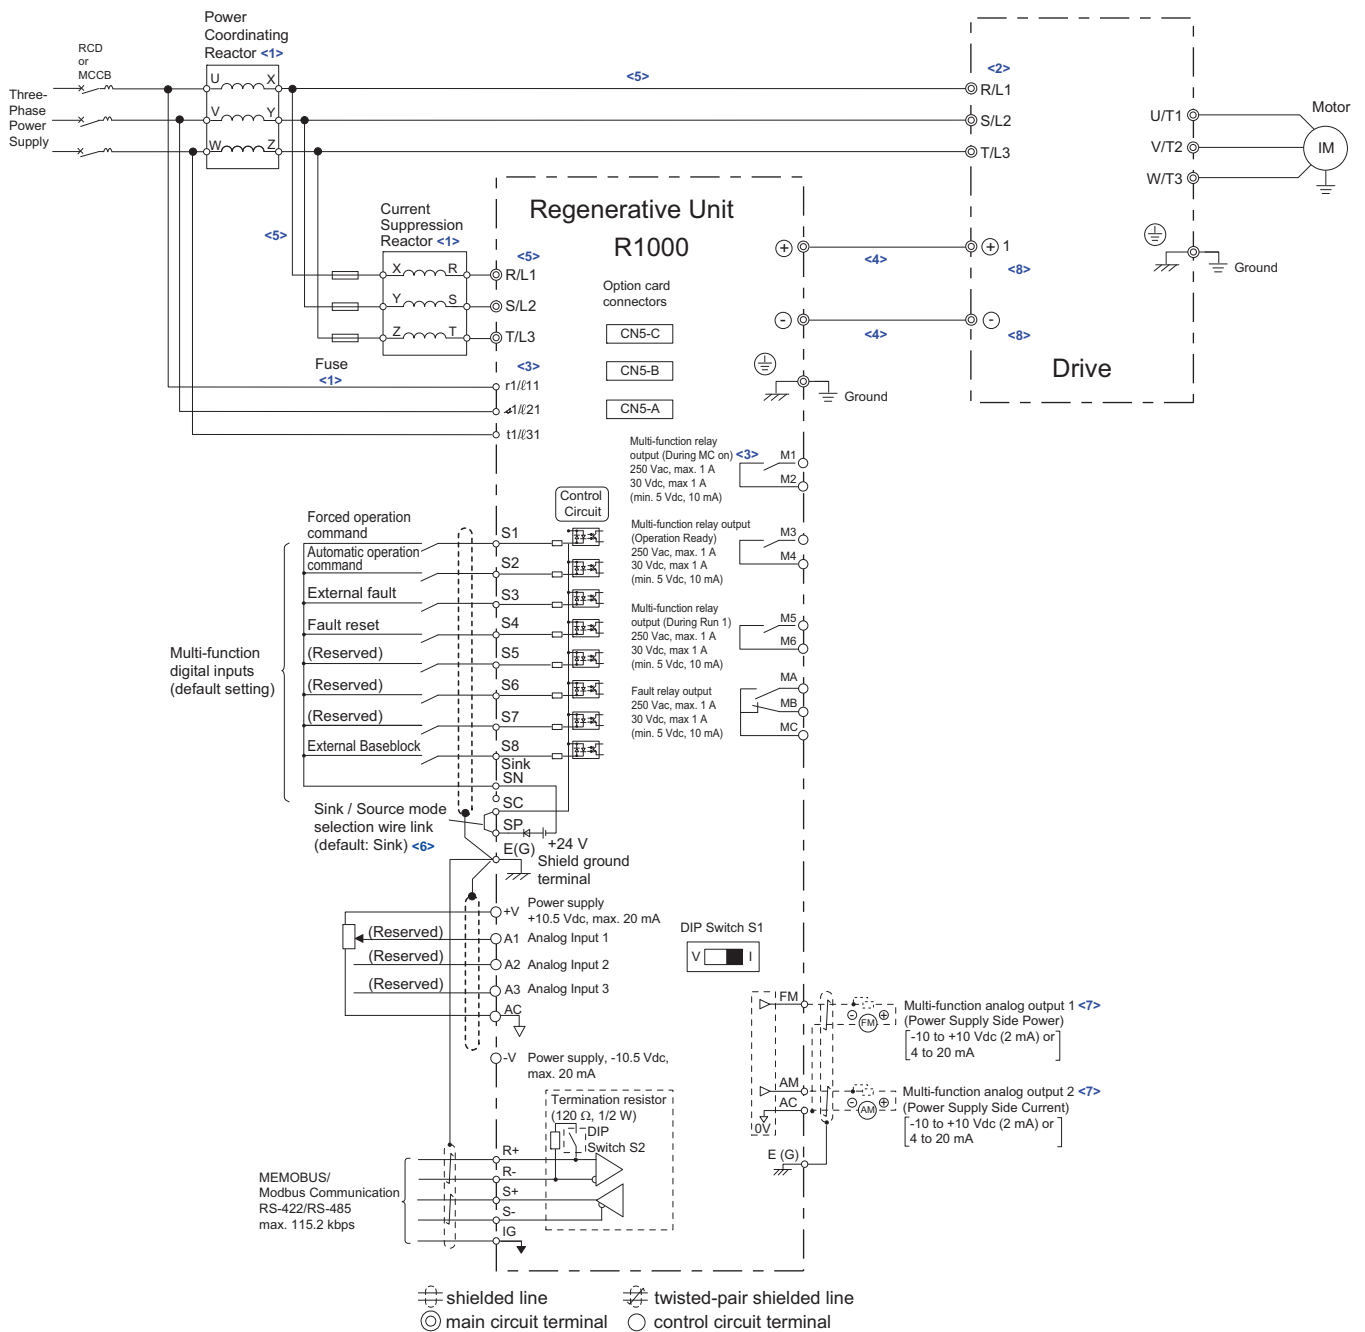 Power
Coordinating
Reactor <1>
RCD
or
MCCB
Three-
Phase
Power
Supply
U X
V Y
W Z
<5>
<2>
R/L1
S/L2
T/L3
U/T1
V/T2
W/T3
Motor
IM
Ground
Drive
+ 1
<8>
-
<8>
<4>
<4>
Regenerative Unit
R1000
+
-
Ground
Current
Suppression
Reactor <1>
<5>
X R
Y S
Z T
<5>
R/L1
S/L2
T/L3
Fuse
<1>
<3>
r1/ℓ11
1/ℓ21
t1/ℓ31
Option card
connectors
CN5-C
CN5-B
CN5-A
Multi-function relay
output (During MC on) <3>
250 Vac, max. 1 A
30 Vdc, max 1 A
(min. 5 Vdc, 10 mA)
M1
M2
Multi-function relay output
(Operation Ready)
250 Vac, max. 1 A
30 Vdc, max 1 A
(min. 5 Vdc, 10 mA)
M3
M4
Multi-function relay
output (During Run 1)
250 Vac, max. 1 A
30 Vdc, max 1 A
(min. 5 Vdc, 10 mA)
M5
M6
Fault relay output
250 Vac, max. 1 A
30 Vdc, max 1 A
(min. 5 Vdc, 10 mA)
MA
MB
MC
Control
Circuit
Multi-function
digital inputs
(default setting)
Forced operation
command
S1
Automatic operation
command
S2
External fault
S3
Fault reset
S4
(Reserved)
S5
(Reserved)
S6
(Reserved)
S7
External Baseblock
S8
Sink
SN
SC
SP
Sink / Source mode
selection wire link
(default: Sink) <6>
+24 V
E(G)
Shield ground
terminal
+V
Power supply
+10.5 Vdc, max. 20 mA
(Reserved)
A1 Analog Input 1
(Reserved)
A2 Analog Input 2
(Reserved)
A3 Analog Input 3
AC
-V Power supply, -10.5 Vdc,
max. 20 mA
DIP Switch S1
V I
FM
FM
Multi-function analog output 1 <7>
(Power Supply Side Power)
-10 to +10 Vdc (2 mA) or
4 to 20 mA
AM
AC
0V
AM
Multi-function analog output 2 <7>
(Power Supply Side Current)
-10 to +10 Vdc (2 mA) or
4 to 20 mA
E (G)
Termination resistor
(120 Ω, 1/2 W)
DIP
Switch S2
MEMOBUS/
Modbus Communication
RS-422/RS-485
max. 115.2 kbps
R+
R-
S+
S-
IG
shielded line
twisted-pair shielded line
main circuit terminal
control circuit terminal